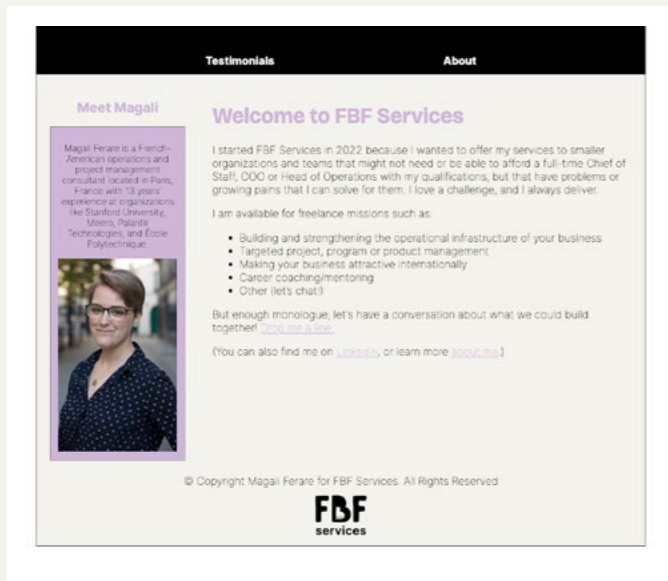 Testimonials About
Meet Magali
Magali Ferare is a French-
American operations and
project management
consultant located in Paris,
France with 13 years'
experience at organizations
like Stanford University,
Meero, Palantir
Technologies, and École
Polytechnique.
Welcome to FBF Services
I started FBF Services in 2022 because I wanted to offer my services to smaller
organizations and teams that might not need or be able to afford a full-time Chief of
Staff, COO or Head of Operations with my qualifications, but that have problems or
growing pains that I can solve for them. I love a challenge, and I always deliver.
I am available for freelance missions such as:
• Building and strengthening the operational infrastructure of your business
• Targeted project, program or product management
• Making your business attractive internationally
• Career coaching/mentoring
• Other (let's chat!)
But enough monologue; let's have a conversation about what we could build
together! Drop me a line.
(You can also find me on LinkedIn, or learn more about me.)
© Copyright Magali Ferare for FBF Services. All Rights Reserved
FBF
services